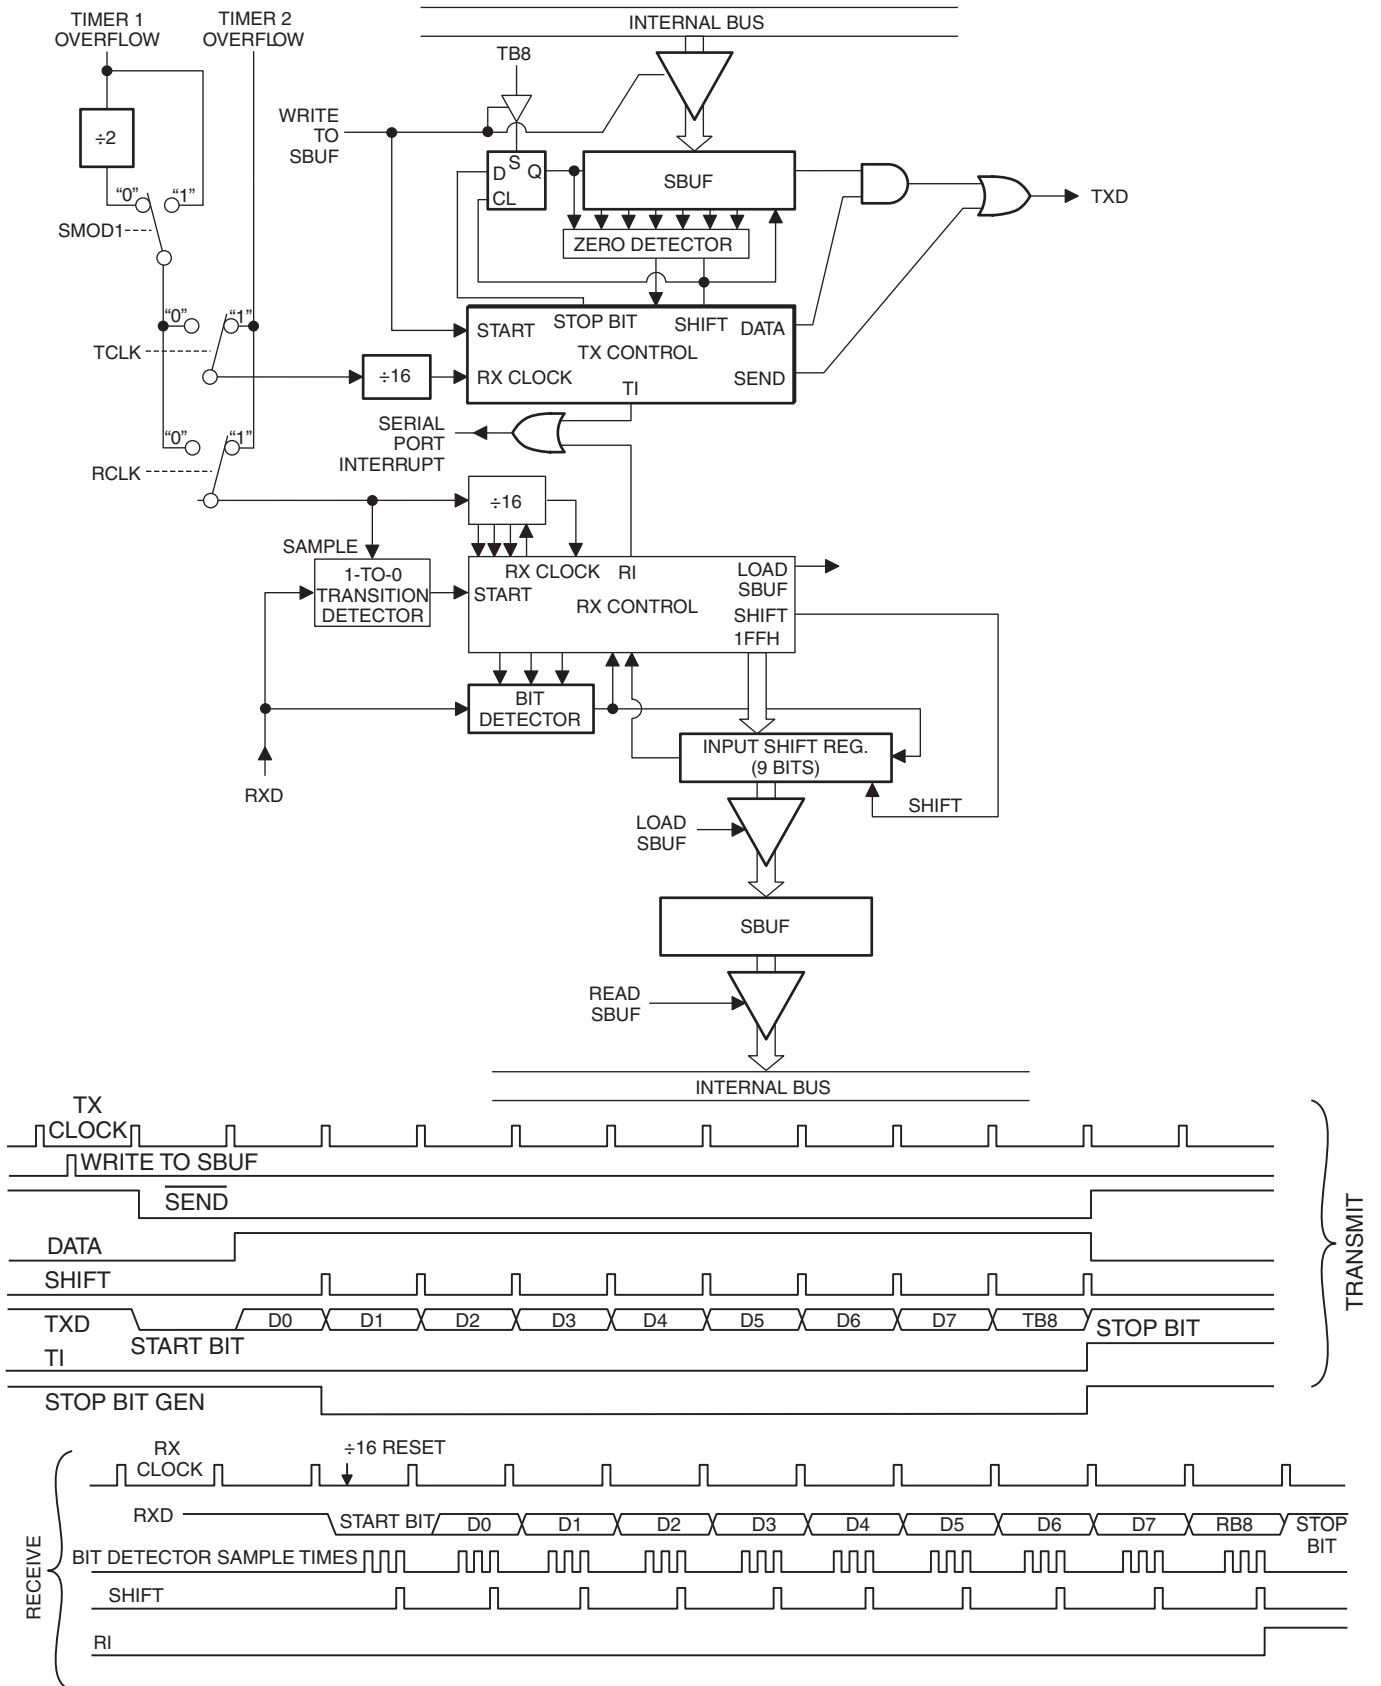 TIMER 1
OVERFLOW
TIMER 2
OVERFLOW
INTERNAL BUS
TB8
WRITE
TO
SBUF
÷2
"0"
"1"
SMOD1
D
S
Q
CL
SBUF
TXD
ZERO DETECTOR
"0"
"1"
TCLK
START
STOP BIT
SHIFT
DATA
TX CONTROL
÷16
RX CLOCK
SEND
TI
SERIAL
PORT
INTERRUPT
"0"
"1"
RCLK
÷16
SAMPLE
1-TO-0
TRANSITION
DETECTOR
RX CLOCK
RI
LOAD
SBUF
START
RX CONTROL
SHIFT
1FFH
BIT
DETECTOR
INPUT SHIFT REG.
(9 BITS)
RXD
SHIFT
LOAD
SBUF
SBUF
READ
SBUF
INTERNAL BUS
TX
CLOCK
WRITE TO SBUF
SEND
DATA
SHIFT
TXD
START BIT
D0
D1
D2
D3
D4
D5
D6
D7
TB8
STOP BIT
TI
STOP BIT GEN
TRANSMIT
RX
CLOCK
÷16 RESET
RXD
START BIT
D0
D1
D2
D3
D4
D5
D6
D7
RB8
STOP
BIT
BIT DETECTOR SAMPLE TIMES
SHIFT
RI
RECEIVE